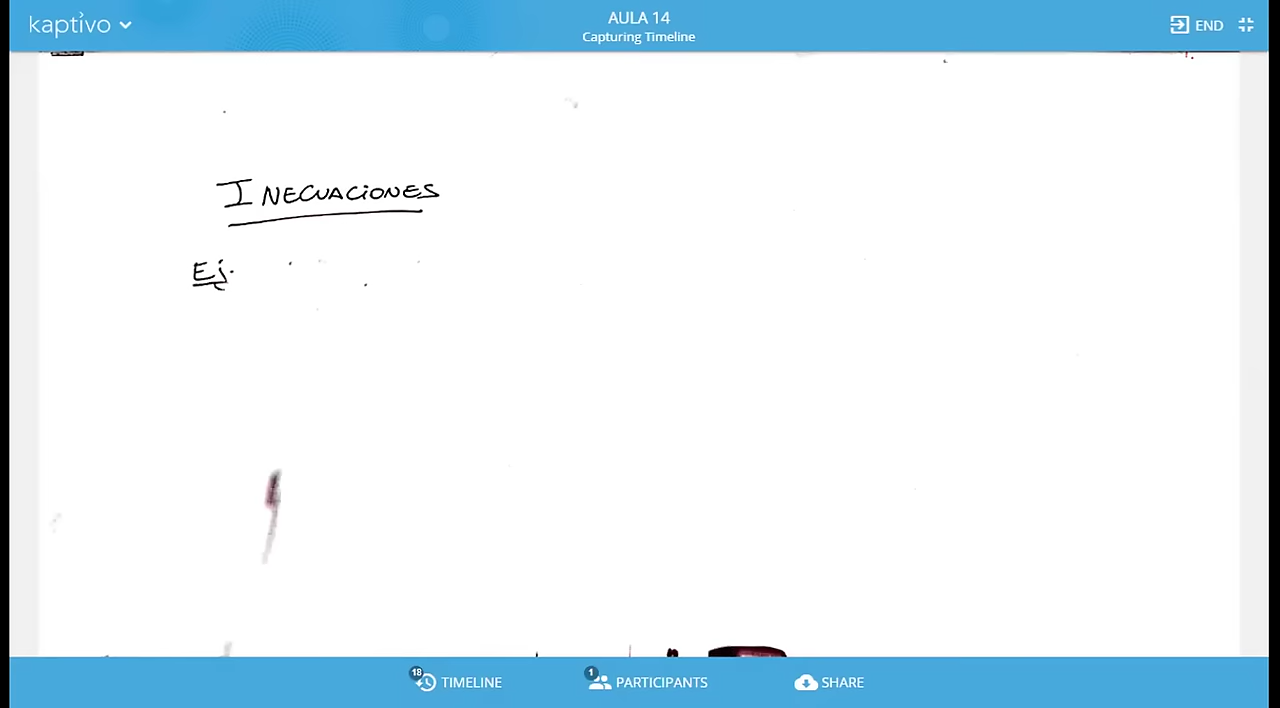 kaptivo
AULA 14
Capturing Timeline
END
INECUACIONES
Ej.
18
TIMELINE
1
PARTICIPANTS
SHARE